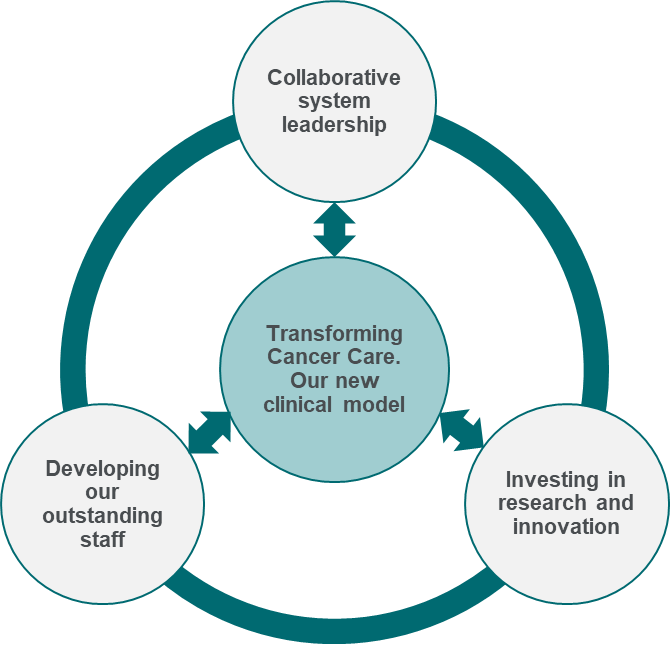 Collaborative
system
leadership
Transforming
Cancer Care.
Our new
clinical model
Developing
our
outstanding
staff
Investing in
research and
innovation